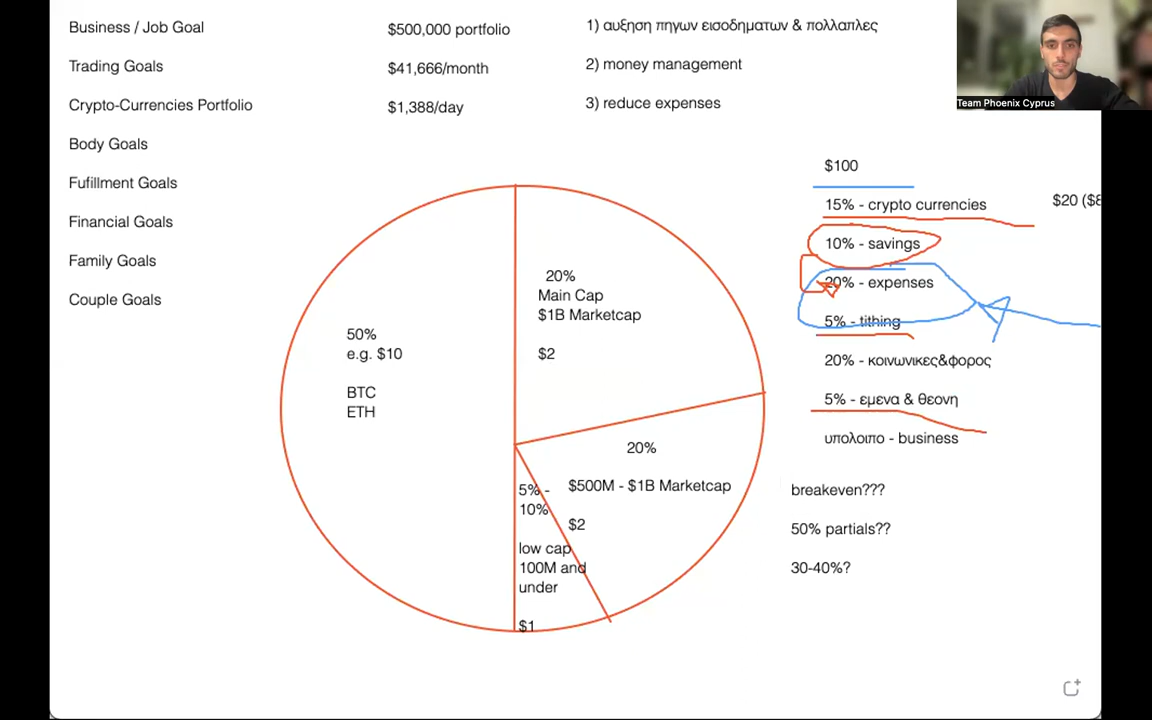 Business / Job Goal
Trading Goals
Crypto-Currencies Portfolio
Body Goals
Fufillment Goals
Financial Goals
Family Goals
Couple Goals
$500,000 portfolio
$41,666/month
$1,388/day
1) αυξηση πηγων εισοδηματων & πολλαπλες
2) money management
3) reduce expenses
Team Phoenix Cyprus
50%
e.g. $10
BTC
ETH
20%
Main Cap
$1B Marketcap
$2
20%
$500M - $1B Marketcap
$2
5% -
10%
low cap
100M and
under
$1
$100
15% - crypto currencies
10% - savings
20% - expenses
5% - tithing
20% - κοινωνικες&φορος
5% - εμενα & θεονη
υπολοιπο - business
$20 ($8
breakeven???
50% partials??
30-40%?